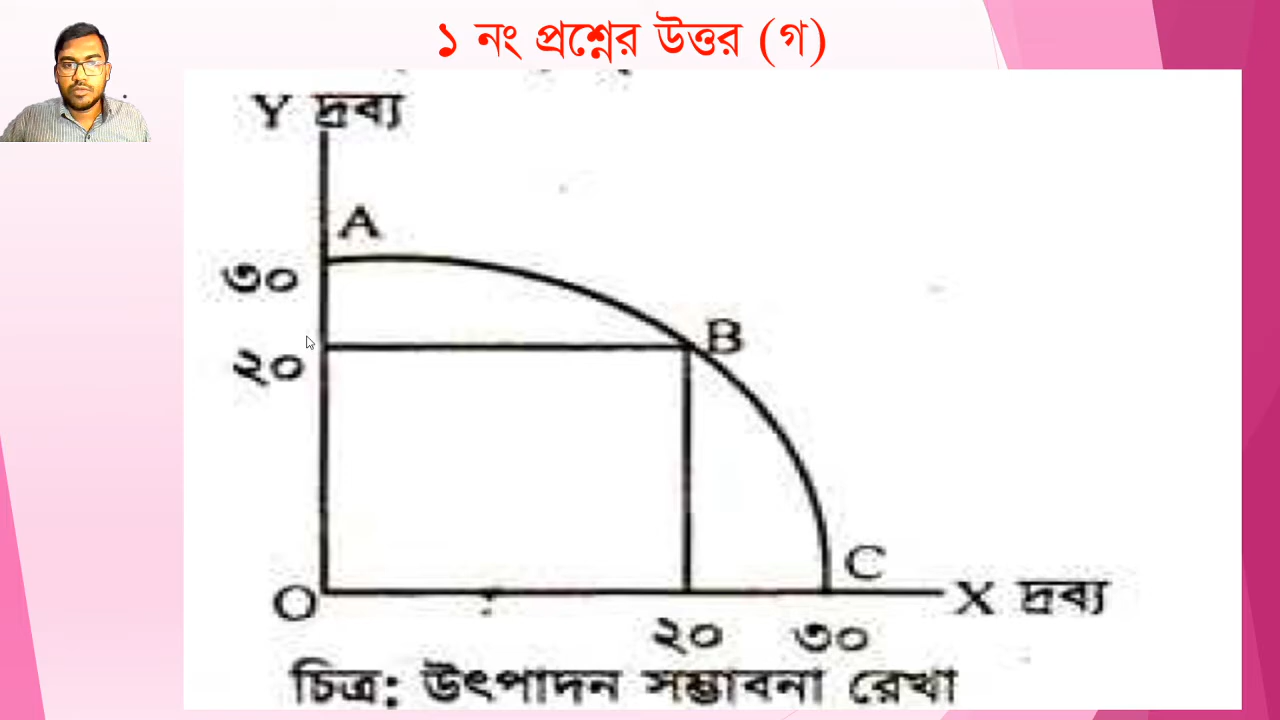 ১ নং প্রশ্নের উত্তর (গ)
Y দ্রব্য
A
৩০
B
২০
C
O
X দ্রব্য
২০ ৩০
চিত্র: উৎপাদন সম্ভাবনা রেখা